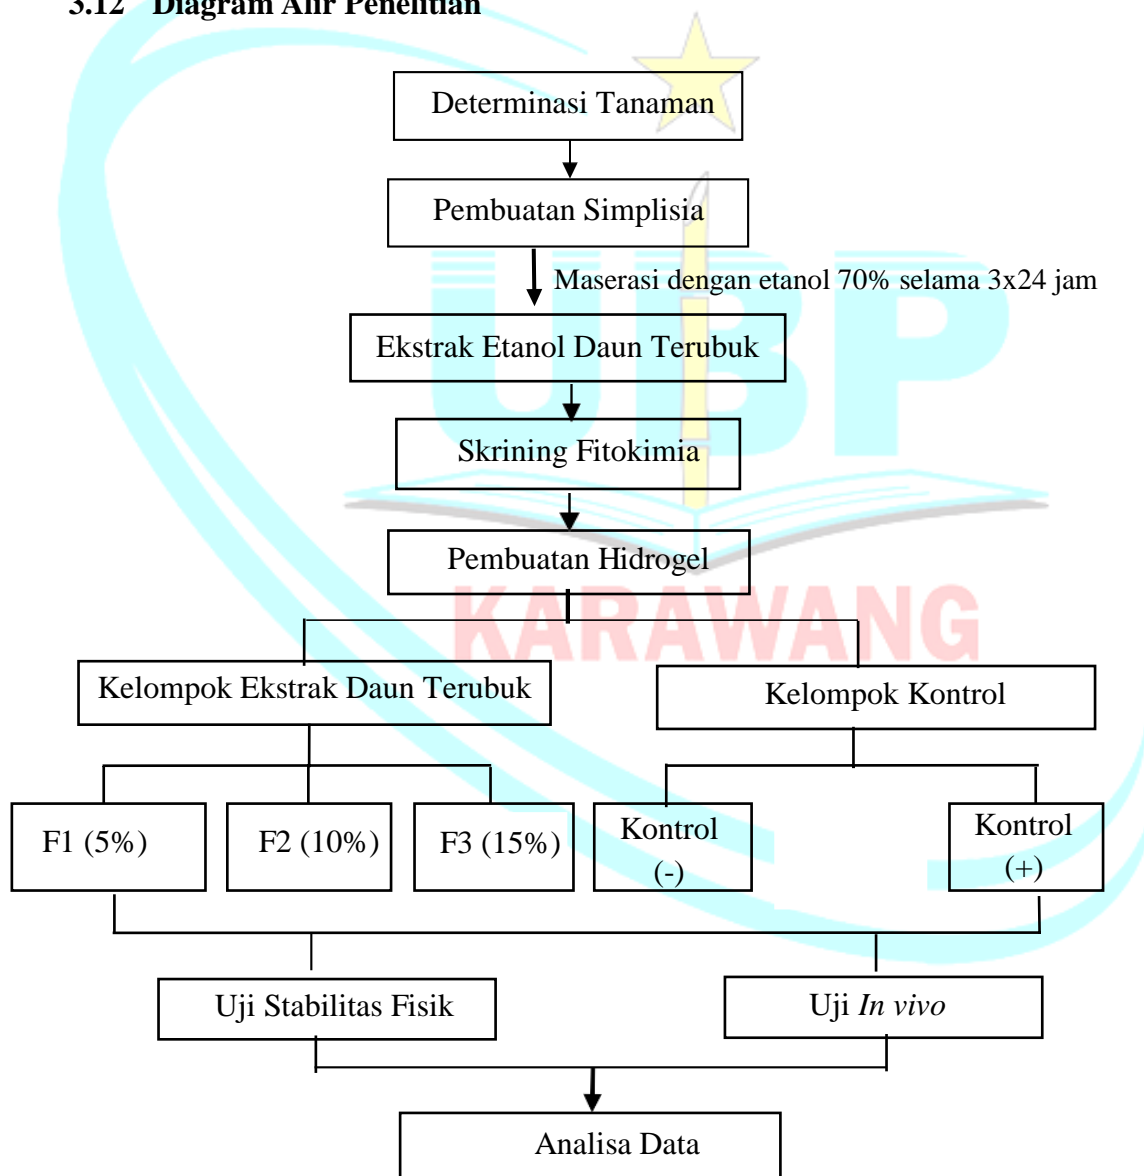 3.12 Diagram Alir Penelitian
Determinasi Tanaman
Pembuatan Simplisia
Maserasi dengan etanol 70% selama 3x24 jam
Ekstrak Etanol Daun Terubuk
Skrining Fitokimia
Pembuatan Hidrogel
UBP
KARAWANG
Kelompok Ekstrak Daun Terubuk
Kelompok Kontrol
F1 (5%)
F2 (10%)
F3 (15%)
Kontrol
(-)
Kontrol
(+)
Uji Stabilitas Fisik
Uji In vivo
Analisa Data